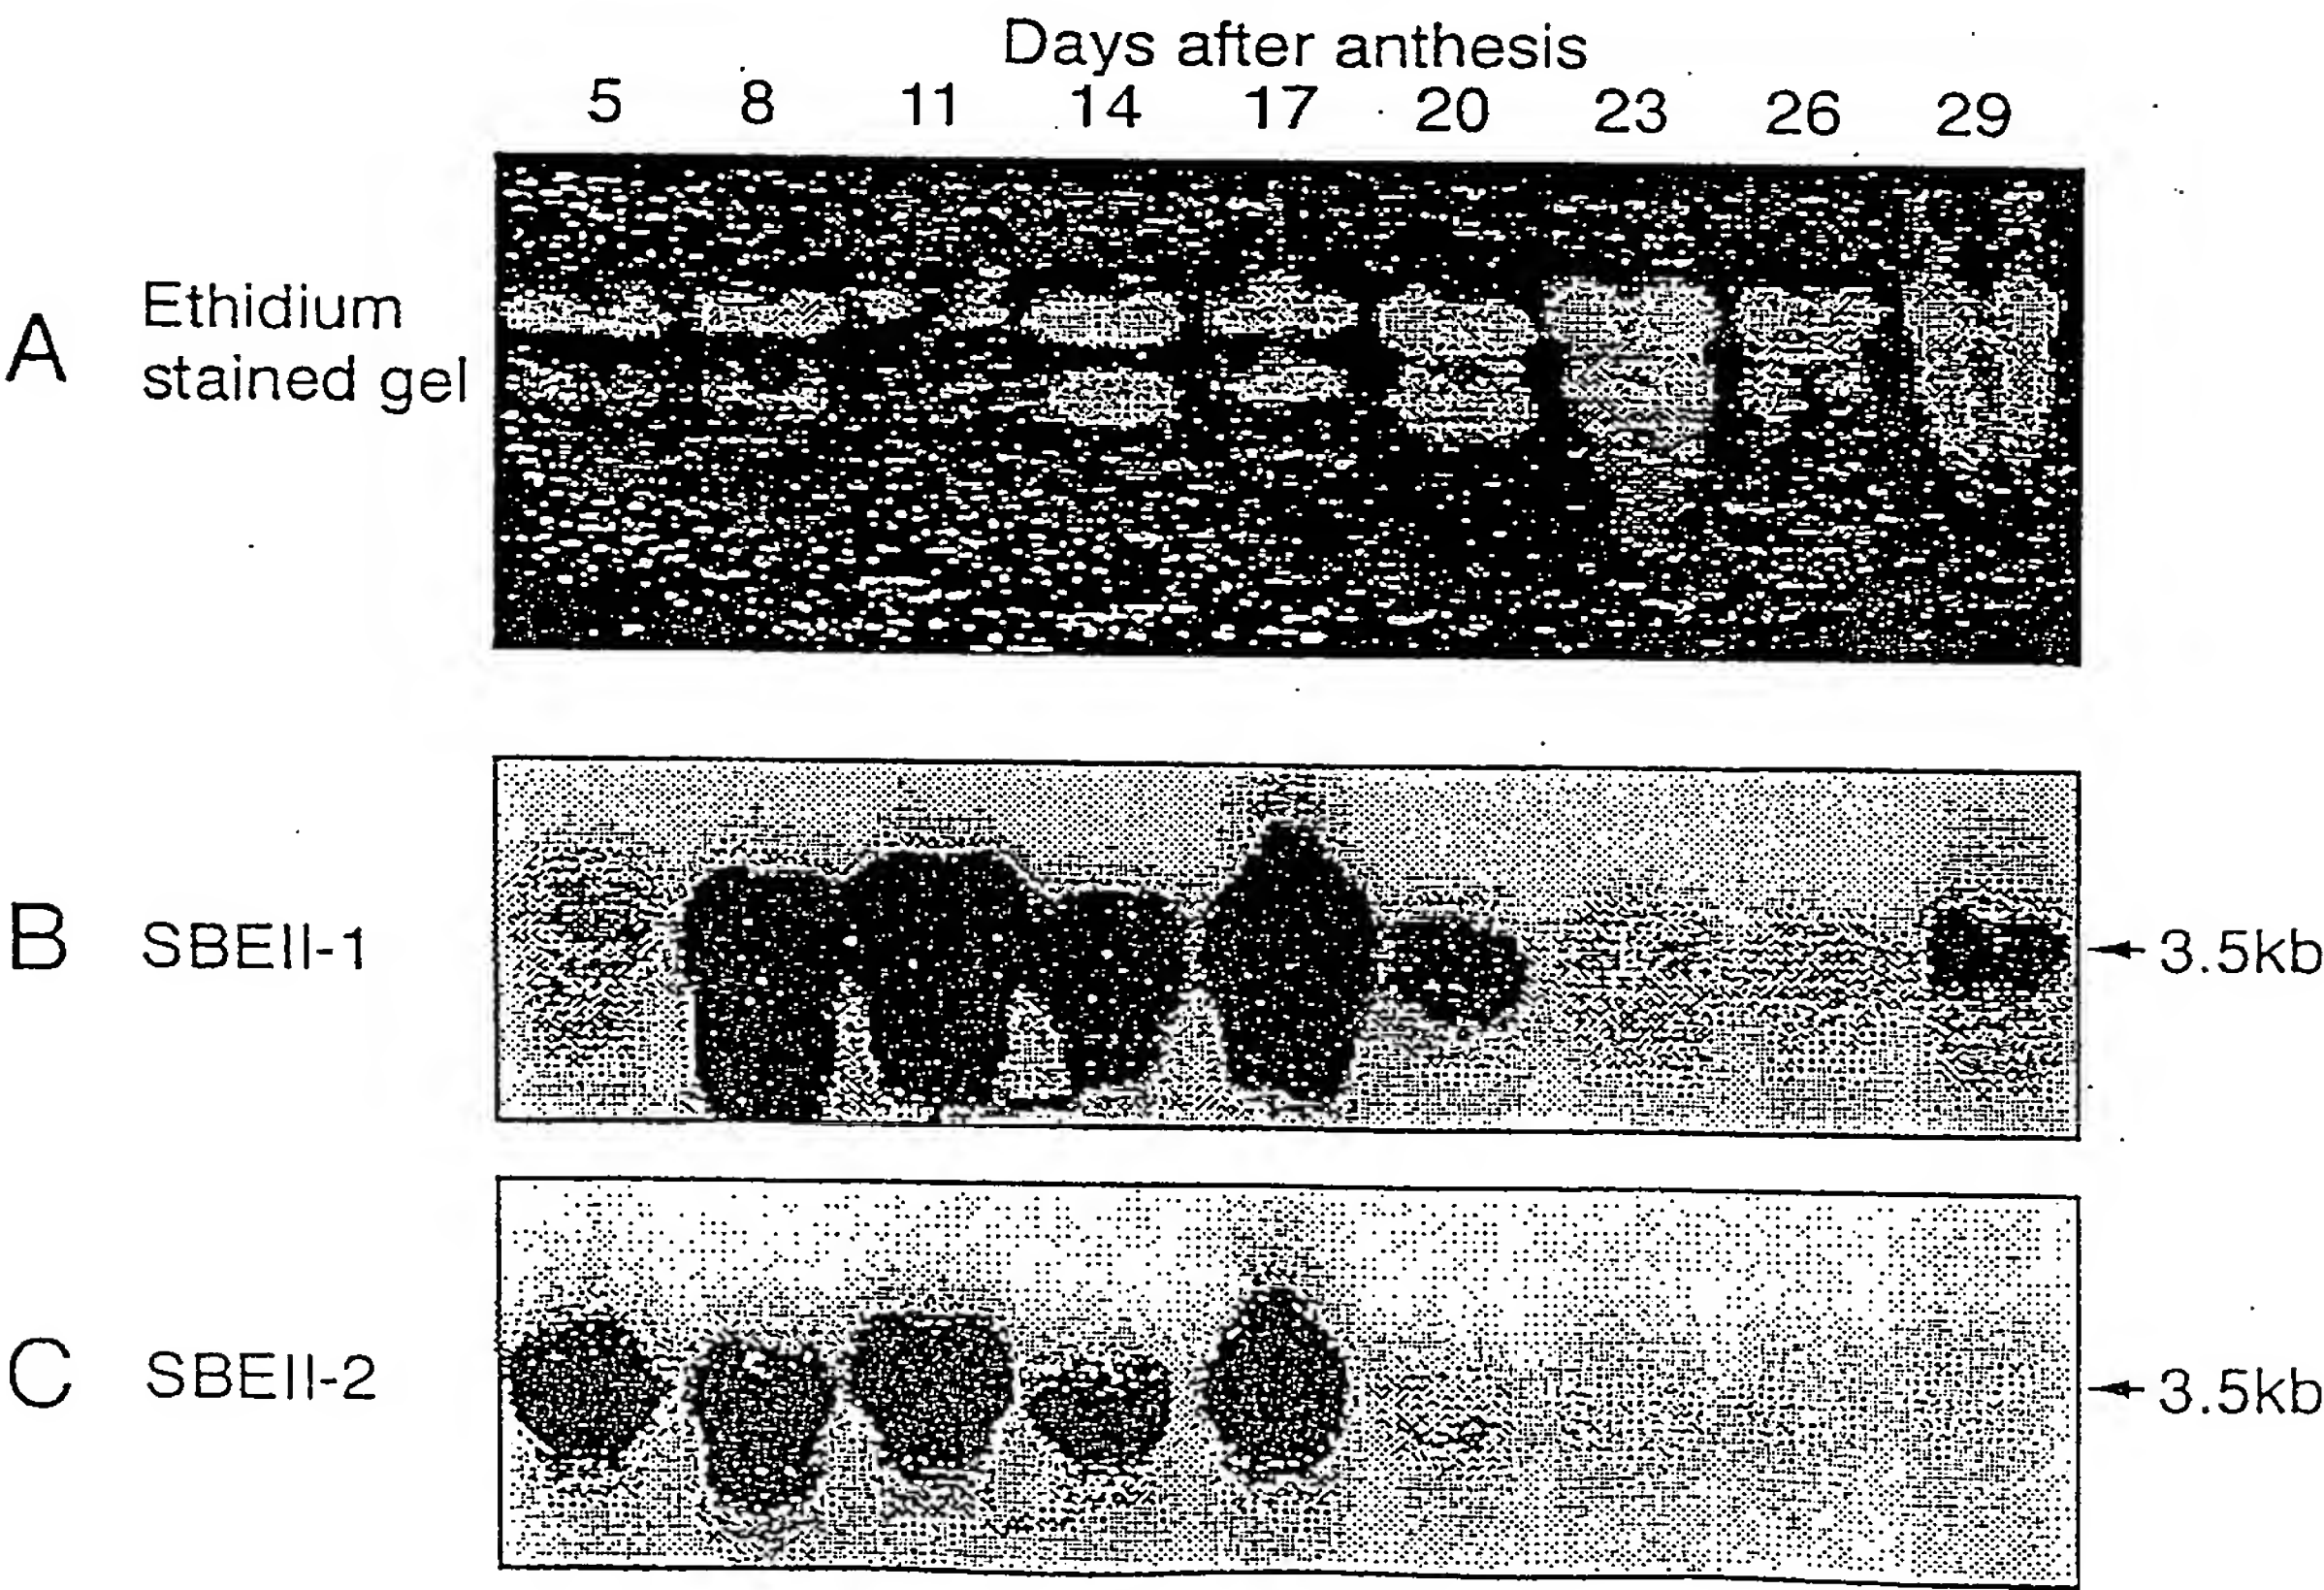 Days after anthesis
5 8 11 14 17 20 23 26 29
A Ethidium
stained gel
B SBEII-1
3.5kb
C SBEII-2
3.5kb